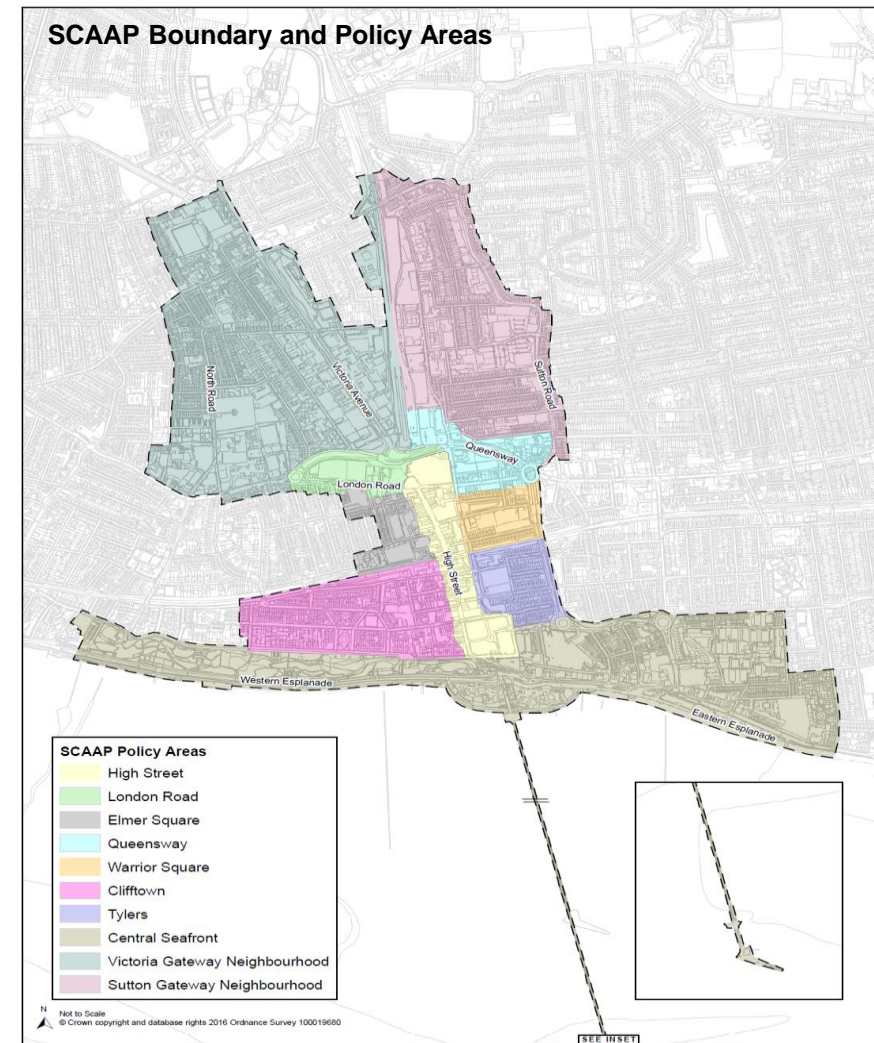 SCAAP Boundary and Policy Areas
North Road
Victoria Avenue
Sutton Road
Queensway
London Road
High Street
Western Esplanade
Eastern Esplanade
SCAAP Policy Areas
High Street
London Road
Elmer Square
Queensway
Warrior Square
Clifftown
Tylers
Central Seafront
Victoria Gateway Neighbourhood
Sutton Gateway Neighbourhood
N
Not to Scale
© Crown copyright and database rights 2016 Ordnance Survey 100019680
SEE INSET